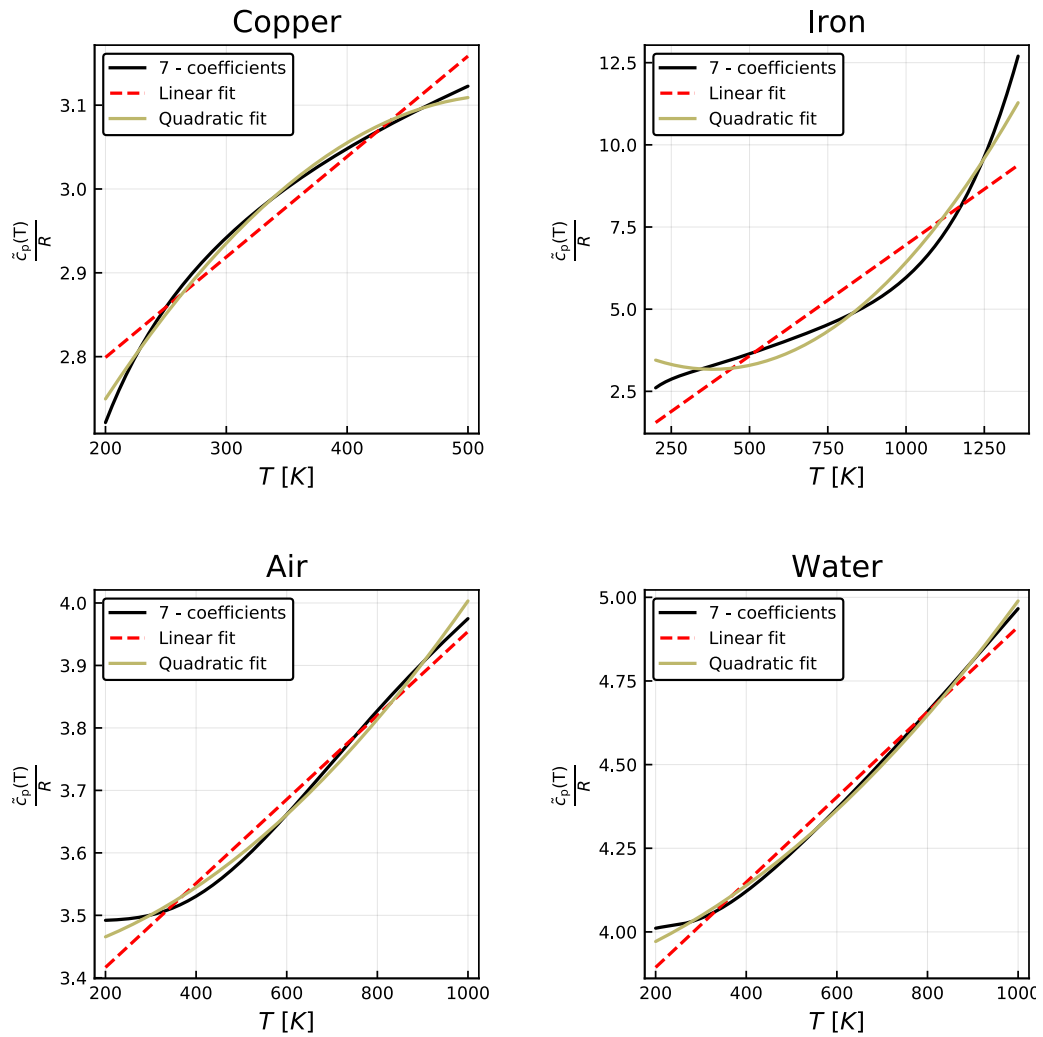 Copper
3.1
3.0
2.9
2.8
c̃p(T)
R
7 - coefficients
Linear fit
Quadratic fit
200 300 400 500
T [K]
Iron
12.5
10.0
7.5
5.0
2.5
c̃p(T)
R
7 - coefficients
Linear fit
Quadratic fit
250 500 750 1000 1250
T [K]
Air
4.0
3.9
3.8
3.7
3.6
3.5
3.4
c̃p(T)
R
7 - coefficients
Linear fit
Quadratic fit
200 400 600 800 1000
T [K]
Water
5.00
4.75
4.50
4.25
4.00
c̃p(T)
R
7 - coefficients
Linear fit
Quadratic fit
200 400 600 800 1000
T [K]